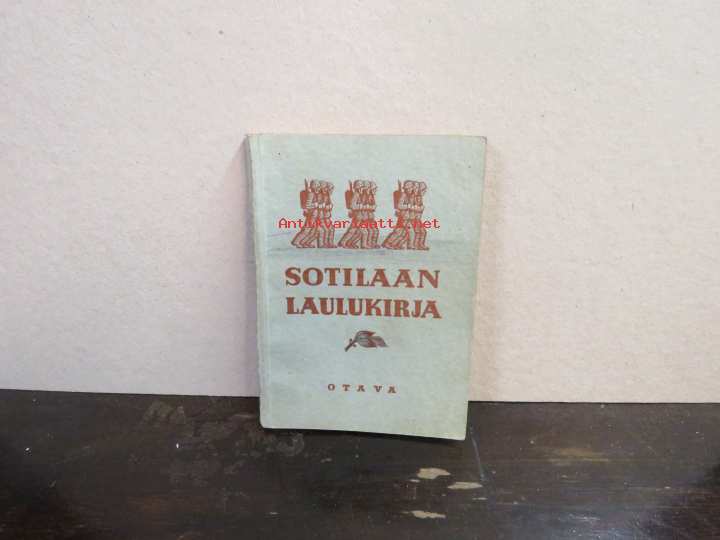 Antikvariaatti.net
SOTILAAN
LAULUKIRJA
OTAVA